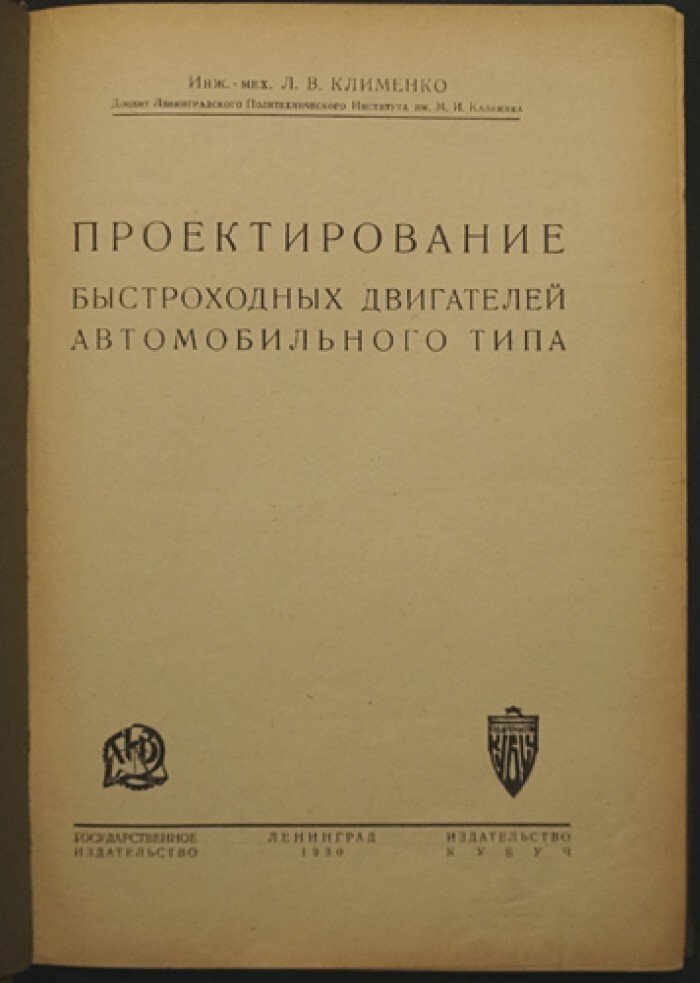 Инж.-мех. Л. В. КЛИМЕНКО
Доцент Ленинградского Политехнического Института им. М. И. Калинина
ПРОЕКТИРОВАНИЕ
БЫСТРОХОДНЫХ ДВИГАТЕЛЕЙ
АВТОМОБИЛЬНОГО ТИПА
КУБУЧ
ГОСУДАРСТВЕННОЕ
ИЗДАТЕЛЬСТВО
ЛЕНИНГРАД
1930
ИЗДАТЕЛЬСТВО
КУБУЧ